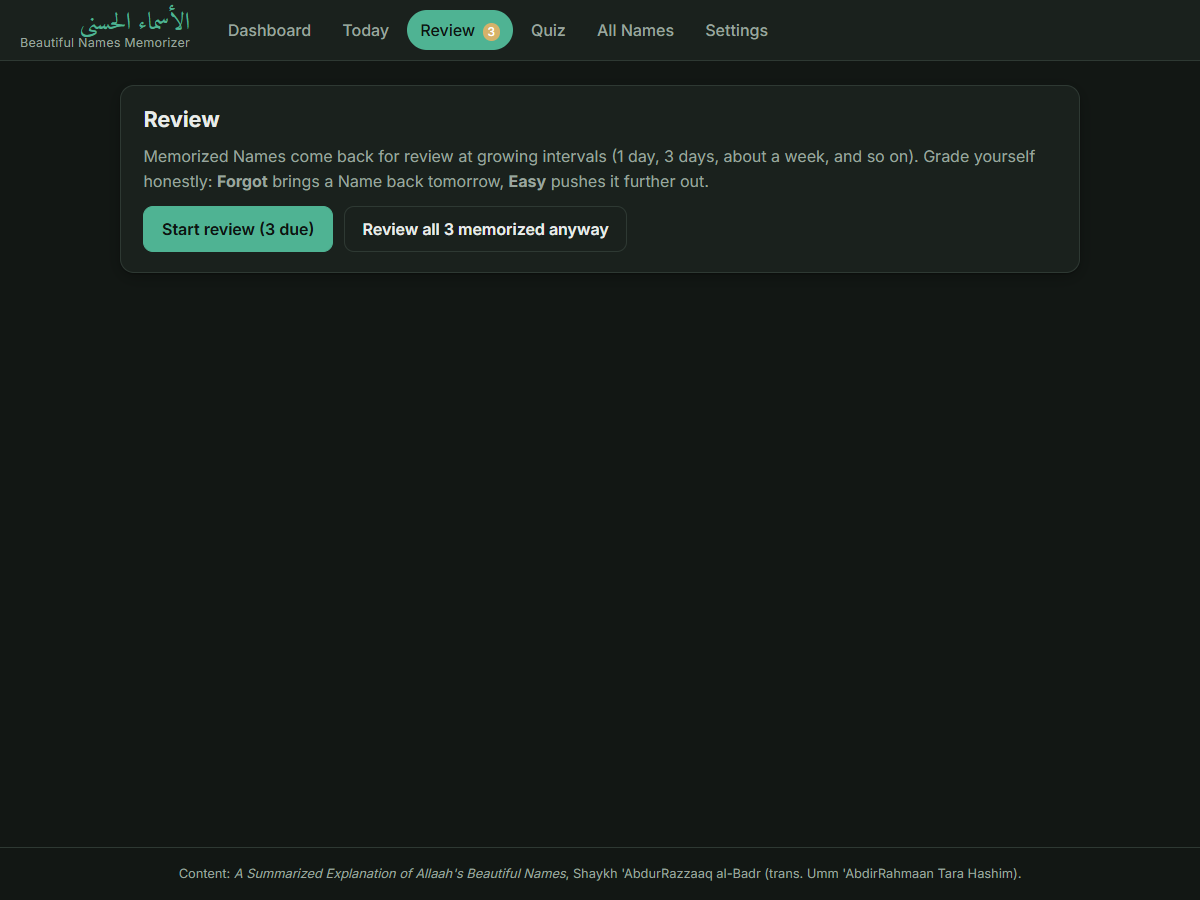 الأسماء الحسنى
Beautiful Names Memorizer
Dashboard
Today
Review 3
Quiz
All Names
Settings
Review
Memorized Names come back for review at growing intervals (1 day, 3 days, about a week, and so on). Grade yourself
honestly: Forgot brings a Name back tomorrow, Easy pushes it further out.
Start review (3 due)
Review all 3 memorized anyway
Content: A Summarized Explanation of Allaah's Beautiful Names, Shaykh 'AbdurRazzaaq al-Badr (trans. Umm 'AbdirRahmaan Tara Hashim).